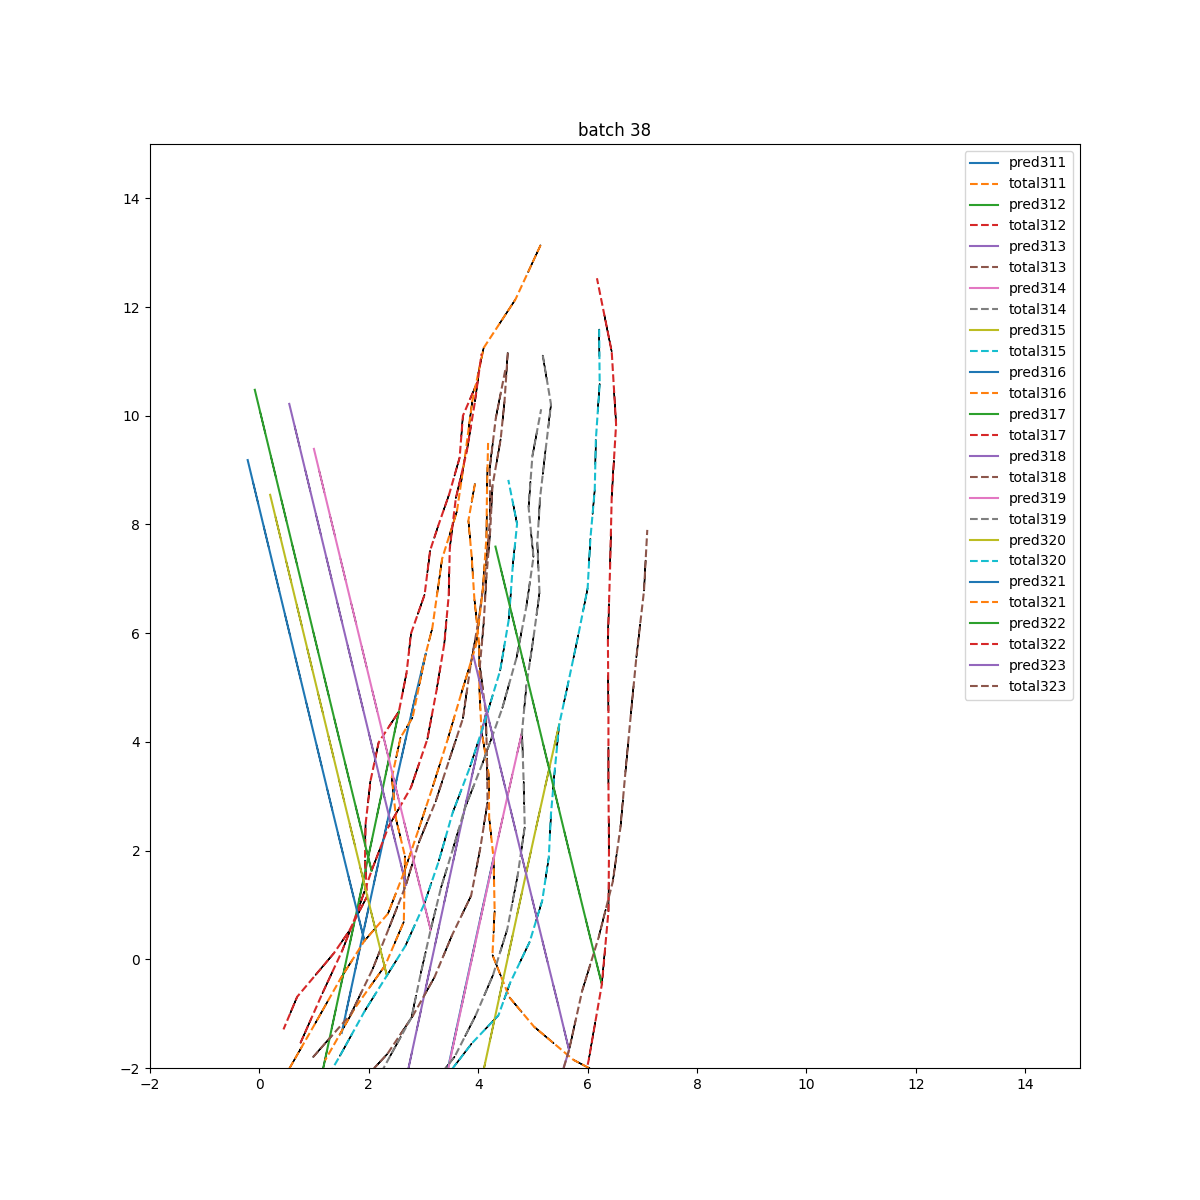 batch 38
pred311
total311
pred312
total312
pred313
total313
pred314
total314
pred315
total315
pred316
total316
pred317
total317
pred318
total318
pred319
total319
pred320
total320
pred321
total321
pred322
total322
pred323
total323
14
12
10
8
6
4
2
0
−2
−2 0 2 4 6 8 10 12 14